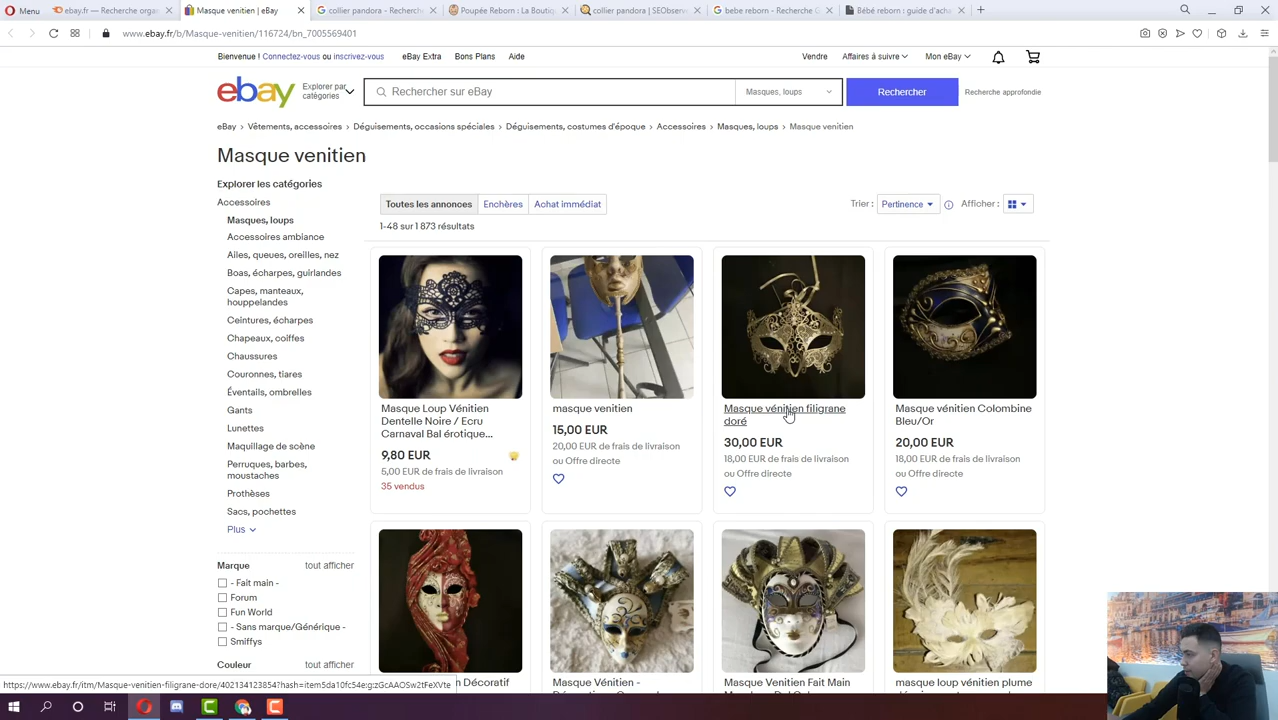 Menu
ebay.fr/ — Recherche organ
Masque venitien | eBay
collier pandora - Recherche
Poupée Reborn : La Boutiqu
collier pandora | SEObserve
bebe reborn - Recherche G
Bébé reborn : guide d'acha
www.ebay.fr/b/Masque-venitien/116724/bn_7005569401
Bienvenue ! Connectez-vous ou inscrivez-vous
eBay Extra
Bons Plans
Aide
Vendre
Affaires à suivre
Mon eBay
ebay
Explorer par
catégories
Rechercher sur eBay
Masques, loups
Rechercher
Recherche approfondie
eBay > Vêtements, accessoires > Déguisements, occasions spéciales > Déguisements, costumes d'époque > Accessoires > Masques, loups > Masque venitien
Masque venitien
Explorer les catégories
Accessoires
Masques, loups
Accessoires ambiance
Ailes, queues, oreilles, nez
Boas, écharpes, guirlandes
Capes, manteaux,
houppelandes
Ceintures, écharpes
Chapeaux, coiffes
Chaussures
Couronnes, tiares
Éventails, ombrelles
Gants
Lunettes
Maquillage de scène
Perruques, barbes,
moustaches
Prothèses
Sacs, pochettes
Plus
Marque
tout afficher
- Fait main -
Forum
Fun World
- Sans marque/Générique -
Smiffys
Couleur
tout afficher
Toutes les annonces
Enchères
Achat immédiat
Trier :
Pertinence
Afficher :
1-48 sur 1 873 résultats
Masque Loup Vénitien
Dentelle Noire / Ecru
Carnaval Bal érotique...
9,80 EUR
5,00 EUR de frais de livraison
35 vendus
masque venitien
15,00 EUR
20,00 EUR de frais de livraison
ou Offre directe
Masque vénitien filigrane
doré
30,00 EUR
18,00 EUR de frais de livraison
ou Offre directe
Masque vénitien Colombine
Bleu/Or
20,00 EUR
18,00 EUR de frais de livraison
ou Offre directe
n Décoratif
Masque Vénitien -
Masque Vénitien Fait Main
masque loup vénitien plume
https://www.ebay.fr/itm/Masque-venitien-filigrane-dore/402134123854?hash=item5da10fc54e:g:zGcAAOSw2tFeXVte